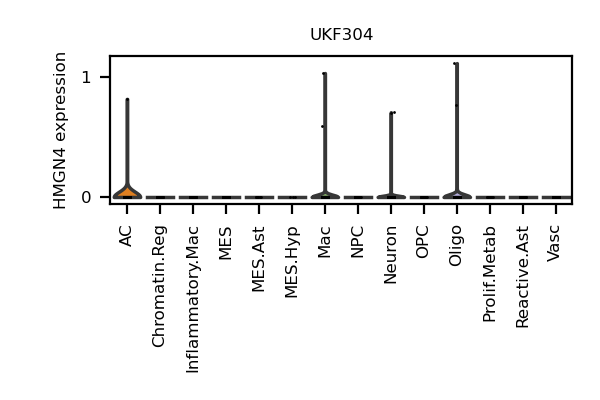 UKF304
HMGN4 expression
1
0
AC
Chromatin.Reg
Inflammatory.Mac
MES
MES.Ast
MES.Hyp
Mac
NPC
Neuron
OPC
Oligo
Prolif.Metab
Reactive.Ast
Vasc